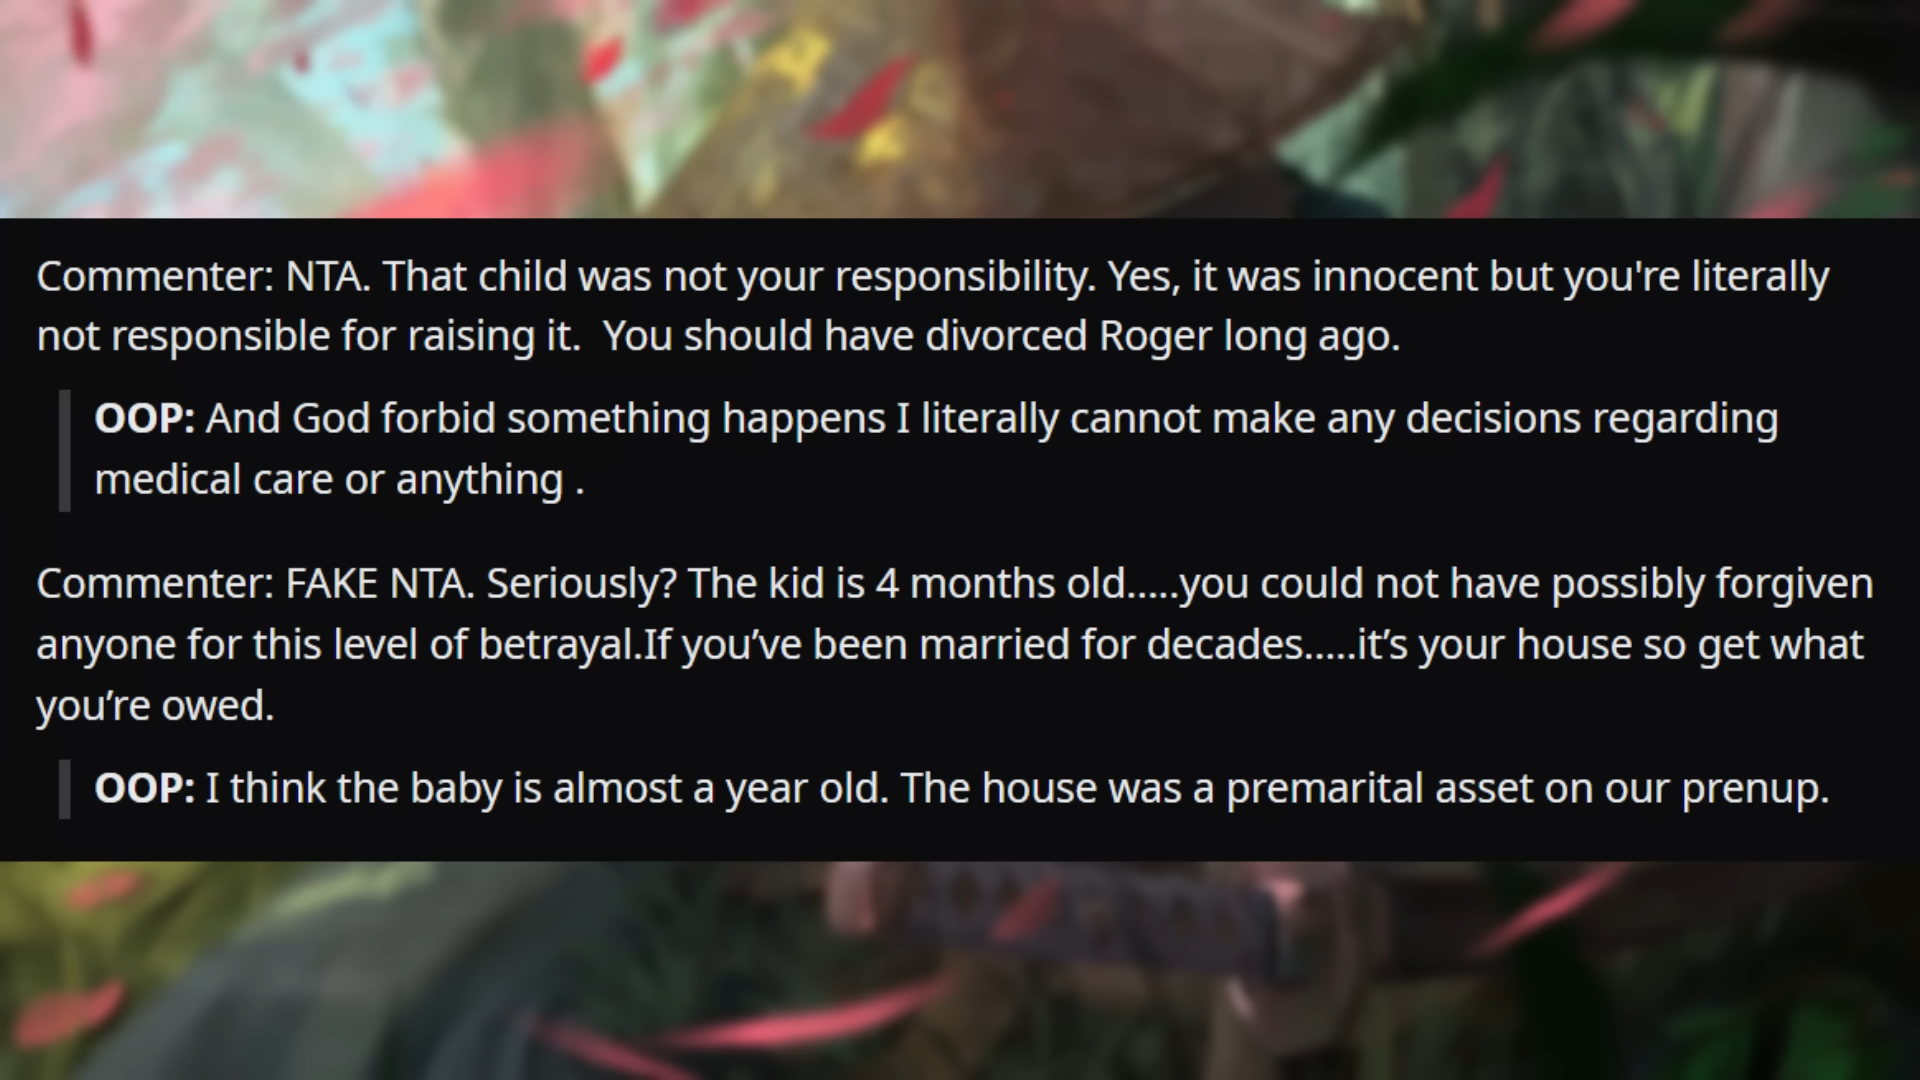 Commenter: NTA. That child was not your responsibility. Yes, it was innocent but you're literally
not responsible for raising it.  You should have divorced Roger long ago.
OOP: And God forbid something happens I literally cannot make any decisions regarding
medical care or anything .
Commenter: FAKE NTA. Seriously? The kid is 4 months old.....you could not have possibly forgiven
anyone for this level of betrayal.If you’ve been married for decades.....it’s your house so get what
you’re owed.
OOP: I think the baby is almost a year old. The house was a premarital asset on our prenup.